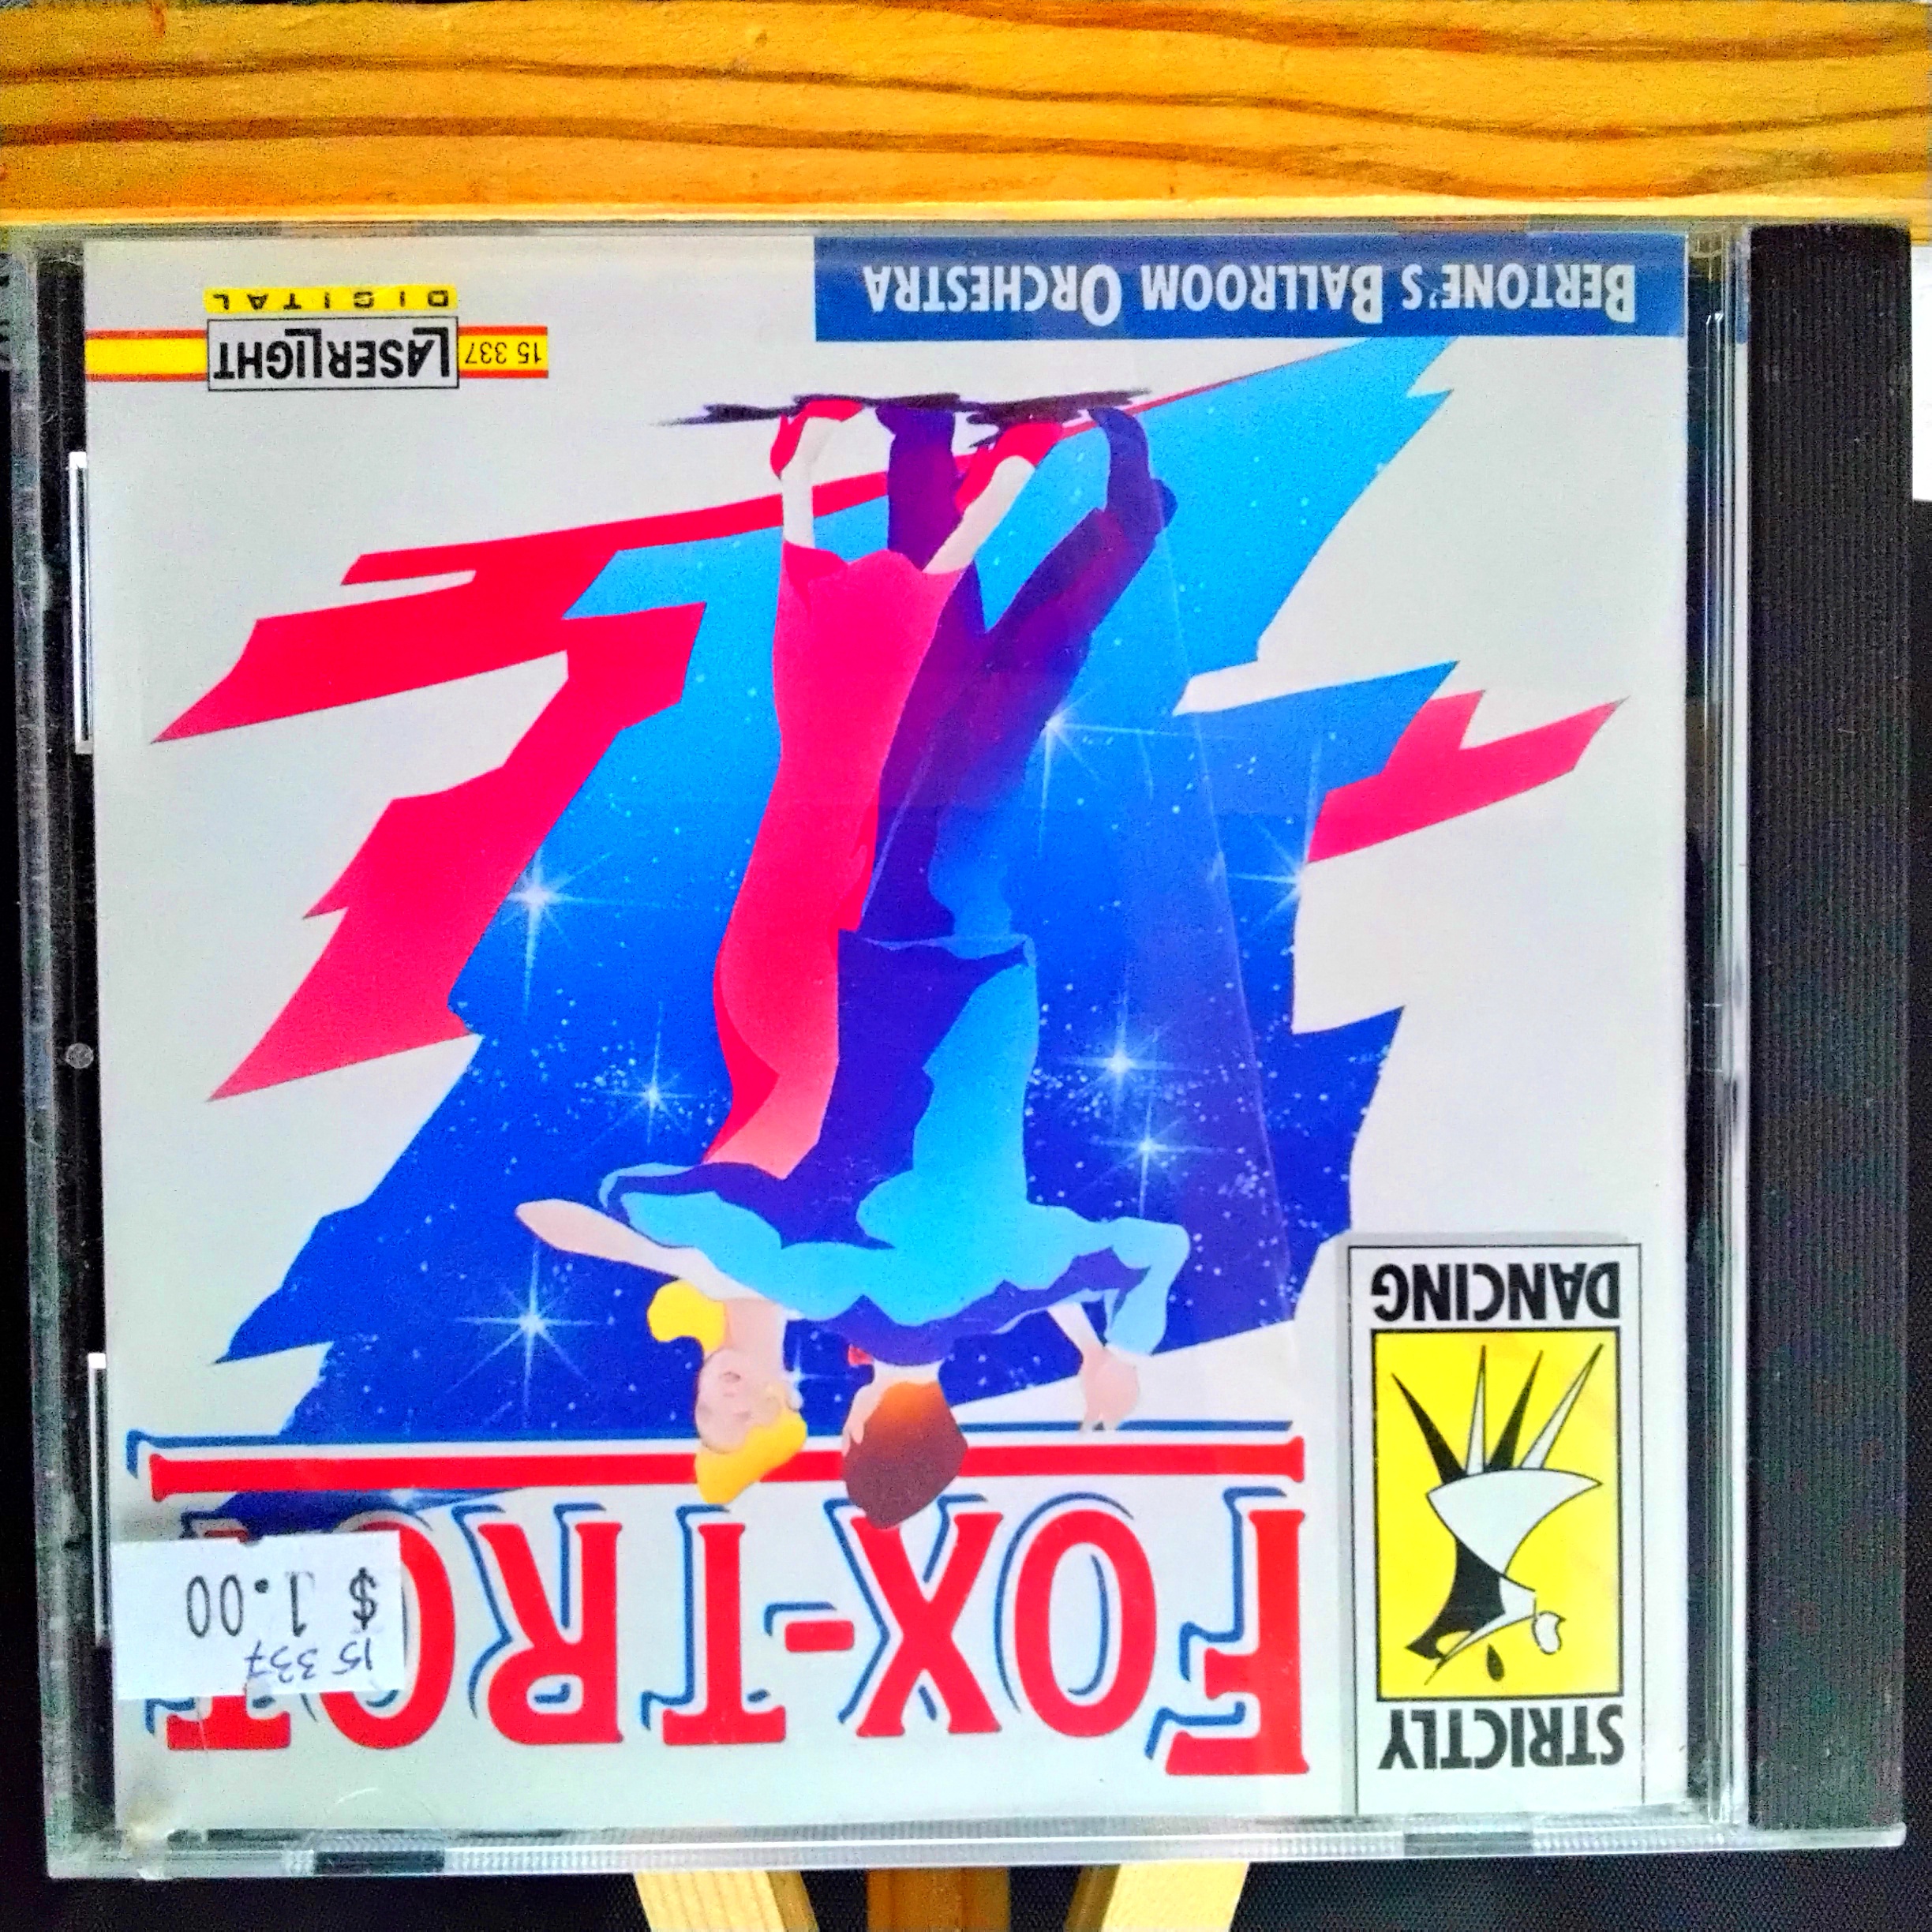 STRICTLY
DANCING
FOX-TROT
$ 1.00
15 337
BERTONE'S BALLROOM ORCHESTRA
15 337
LASERLIGHT
DIGITAL